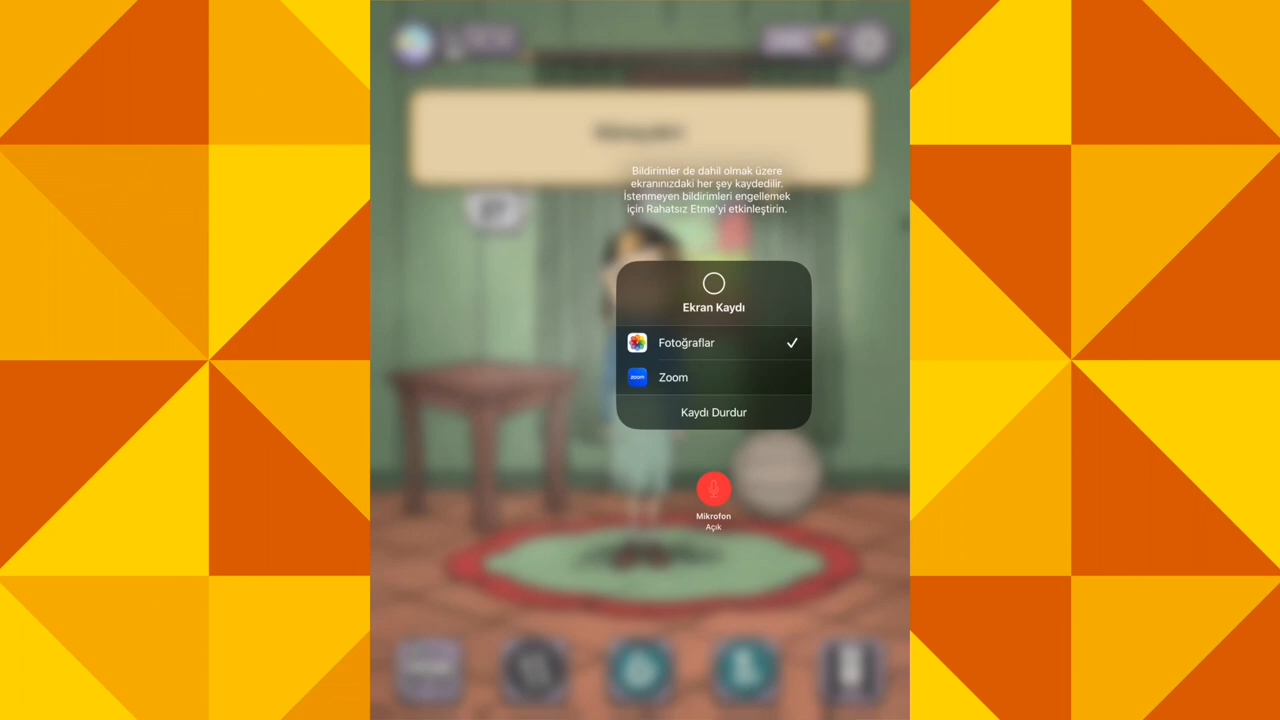 Bildirimler de dahil olmak üzere
ekranınızdaki her şey kaydedilir.
İstenmeyen bildirimleri engellemek
için Rahatsız Etme'yi etkinleştirin.
Ekran Kaydı
Fotoğraflar
zoom
Zoom
Kaydı Durdur
Mikrofon
Açık